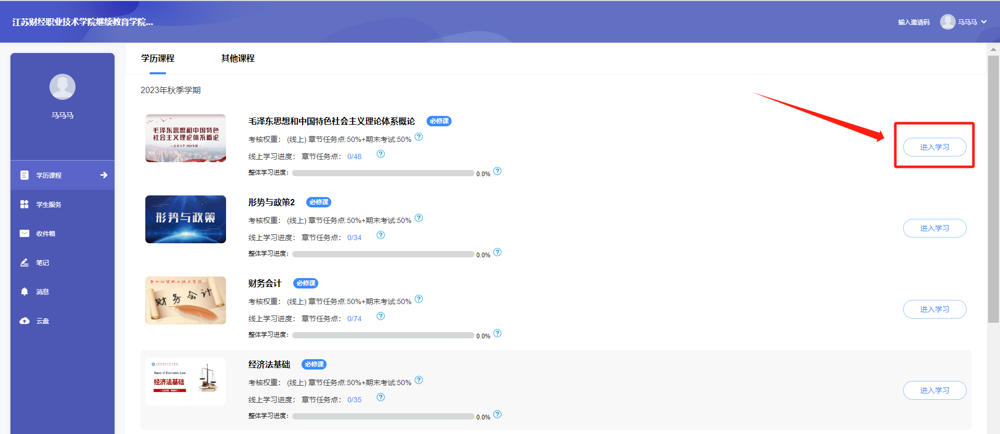 江苏财经职业技术学院继续教育学院...
输入邀请码
马马马
马马马
学历课程
学生服务
收件箱
笔记
消息
云盘
学历课程
其他课程
2023年秋季学期
毛泽东思想和中国特色
社会主义理论体系概论
毛泽东思想和中国特色社会主义理论体系概论
必修课
考核权重： (线上) 章节任务点:50%+期末考试:50%
线上学习进度： 章节任务点： 0/48
整体学习进度： 0.0%
进入学习
形势与政策
形势与政策2
必修课
考核权重： (线上) 章节任务点:50%+期末考试:50%
线上学习进度： 章节任务点： 0/34
整体学习进度： 0.0%
进入学习
财务会计
财务会计
必修课
考核权重： (线上) 章节任务点:50%+期末考试:50%
线上学习进度： 章节任务点： 0/74
整体学习进度： 0.0%
进入学习
Basic of Economic Law
经济法基础
经济法基础
必修课
考核权重： (线上) 章节任务点:50%+期末考试:50%
线上学习进度： 章节任务点： 0/35
整体学习进度： 0.0%
进入学习